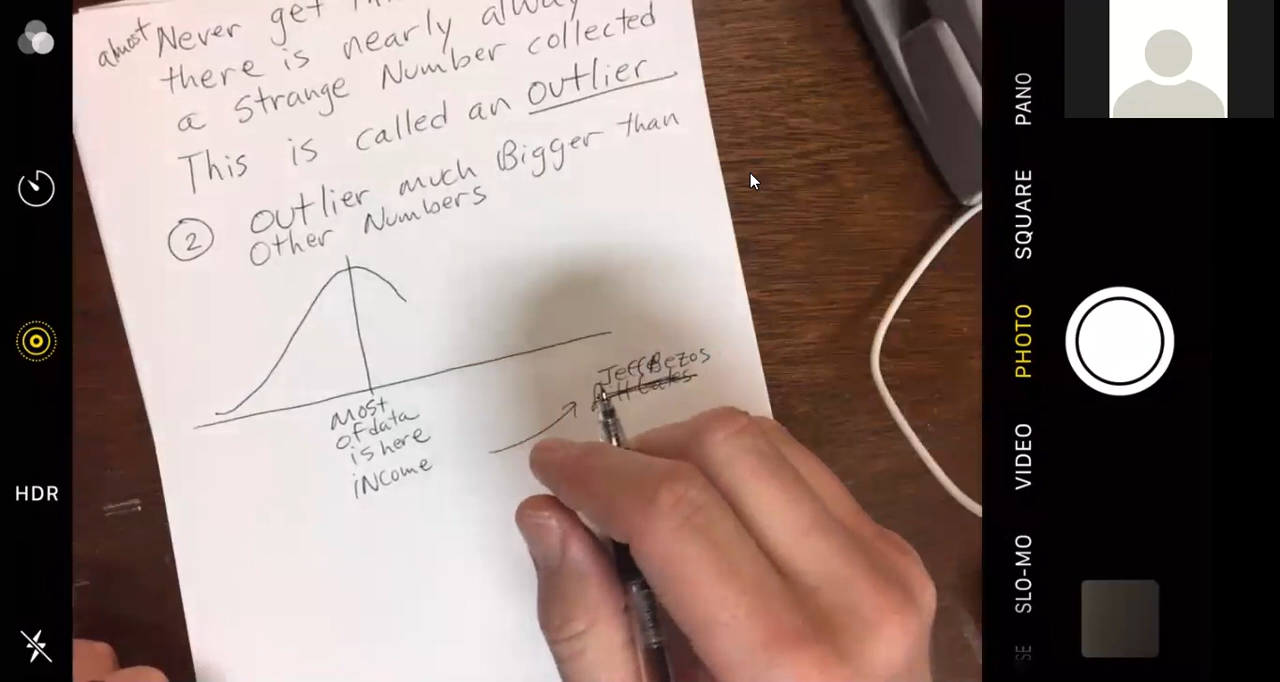 almost Never get
there is nearly
a strange Number collected
This is called an outlier
② outlier much Bigger than
Other Numbers
Jeff Bezos
most
of data
is here
iNCome
HDR
PANO
SQUARE
PHOTO
VIDEO
SLO-MO
SE